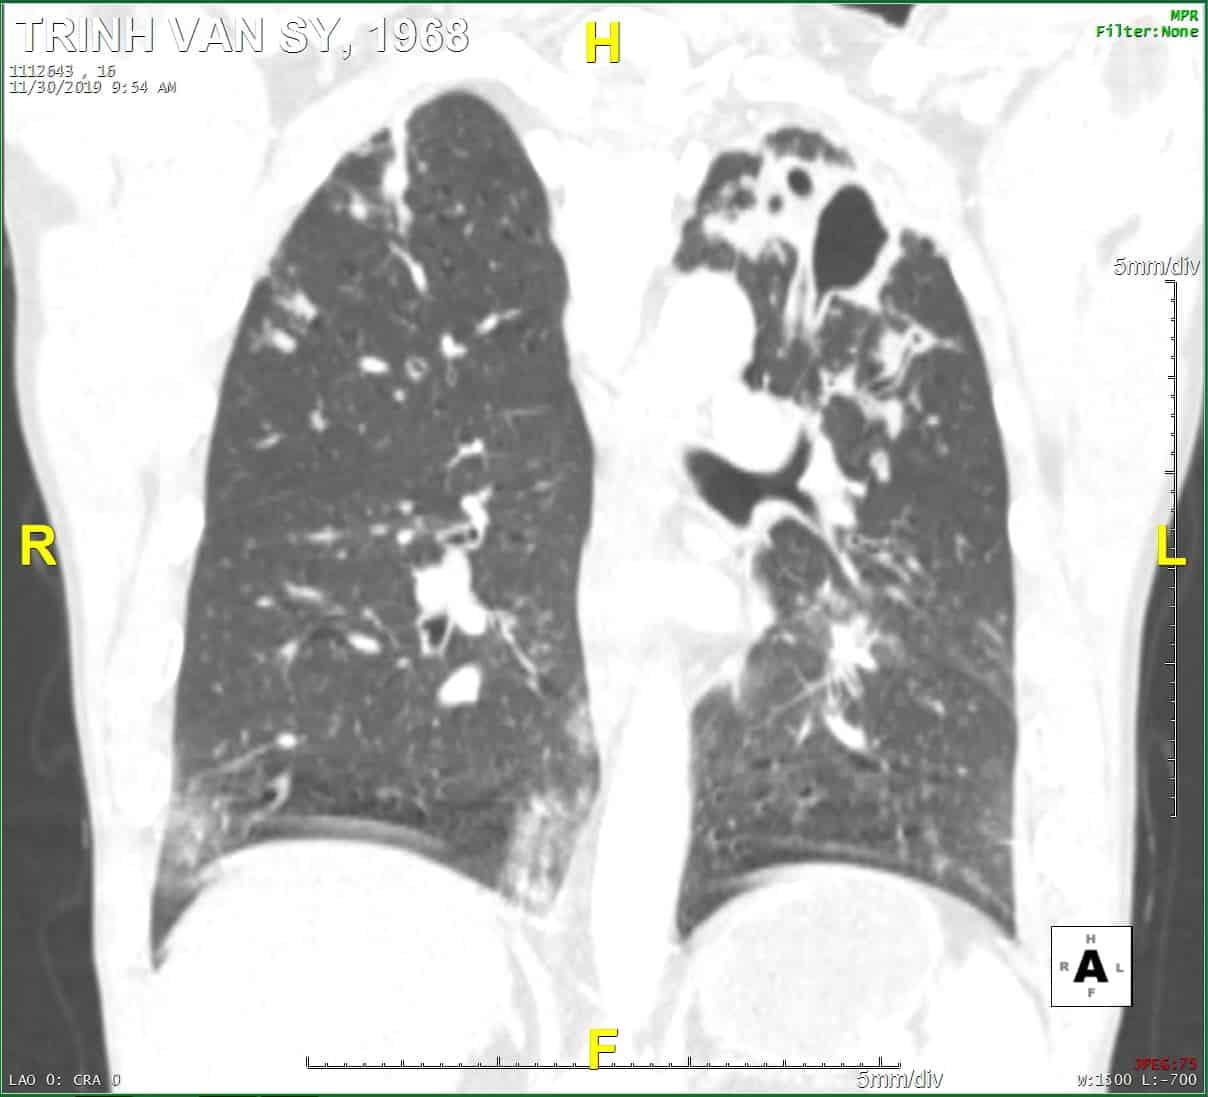 TRINH VAN SY, 1968
1112643 , 16
11/30/2019 9:54 AM
H
MPR
Filter:None
5mm/div
R
L
H
R A L
F
F
5mm/div
LAO 0: CRA 0
JPEG:75
W:1500 L:-700